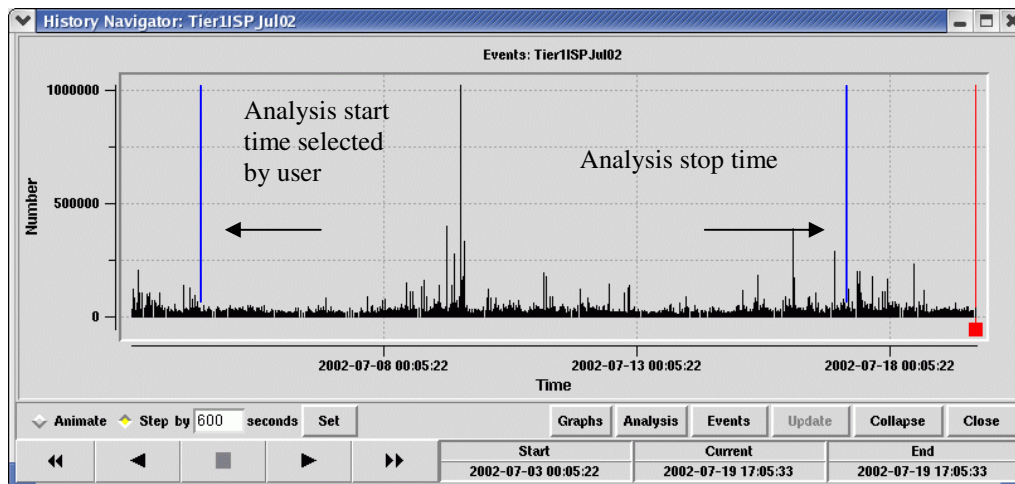 History Navigator: Tier1ISP_Jul02
Events: Tier1ISP_Jul02
1000000
500000
0
Number
Analysis start
time selected
by user
Analysis stop time
2002-07-08 00:05:22
2002-07-13 00:05:22
2002-07-18 00:05:22
Time
Animate
Step by 600 seconds
Set
Graphs
Analysis
Events
Update
Collapse
Close
Start
Current
End
2002-07-03 00:05:22
2002-07-19 17:05:33
2002-07-19 17:05:33